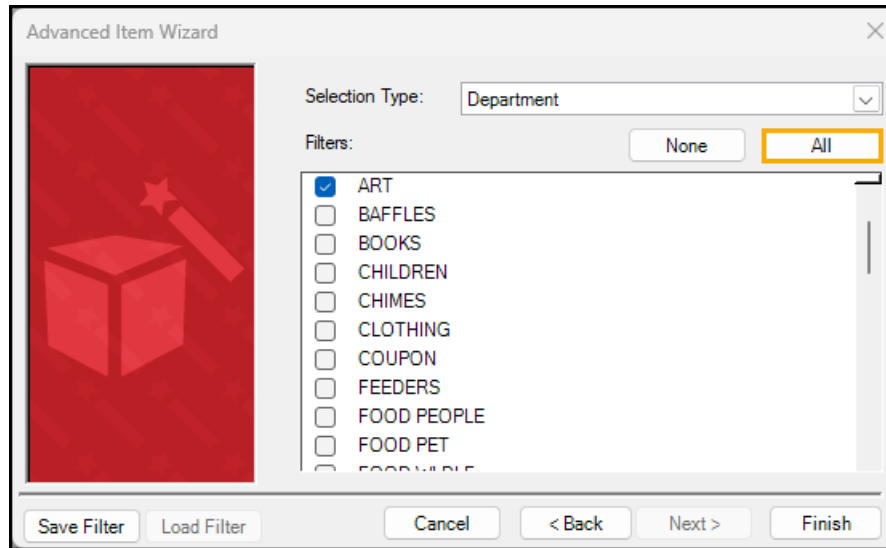 Advanced Item Wizard
Selection Type: Department
Filters: None All
ART
BAFFLES
BOOKS
CHILDREN
CHIMES
CLOTHING
COUPON
FEEDERS
FOOD PEOPLE
FOOD PET
FOOD
Save Filter Load Filter Cancel < Back Next > Finish